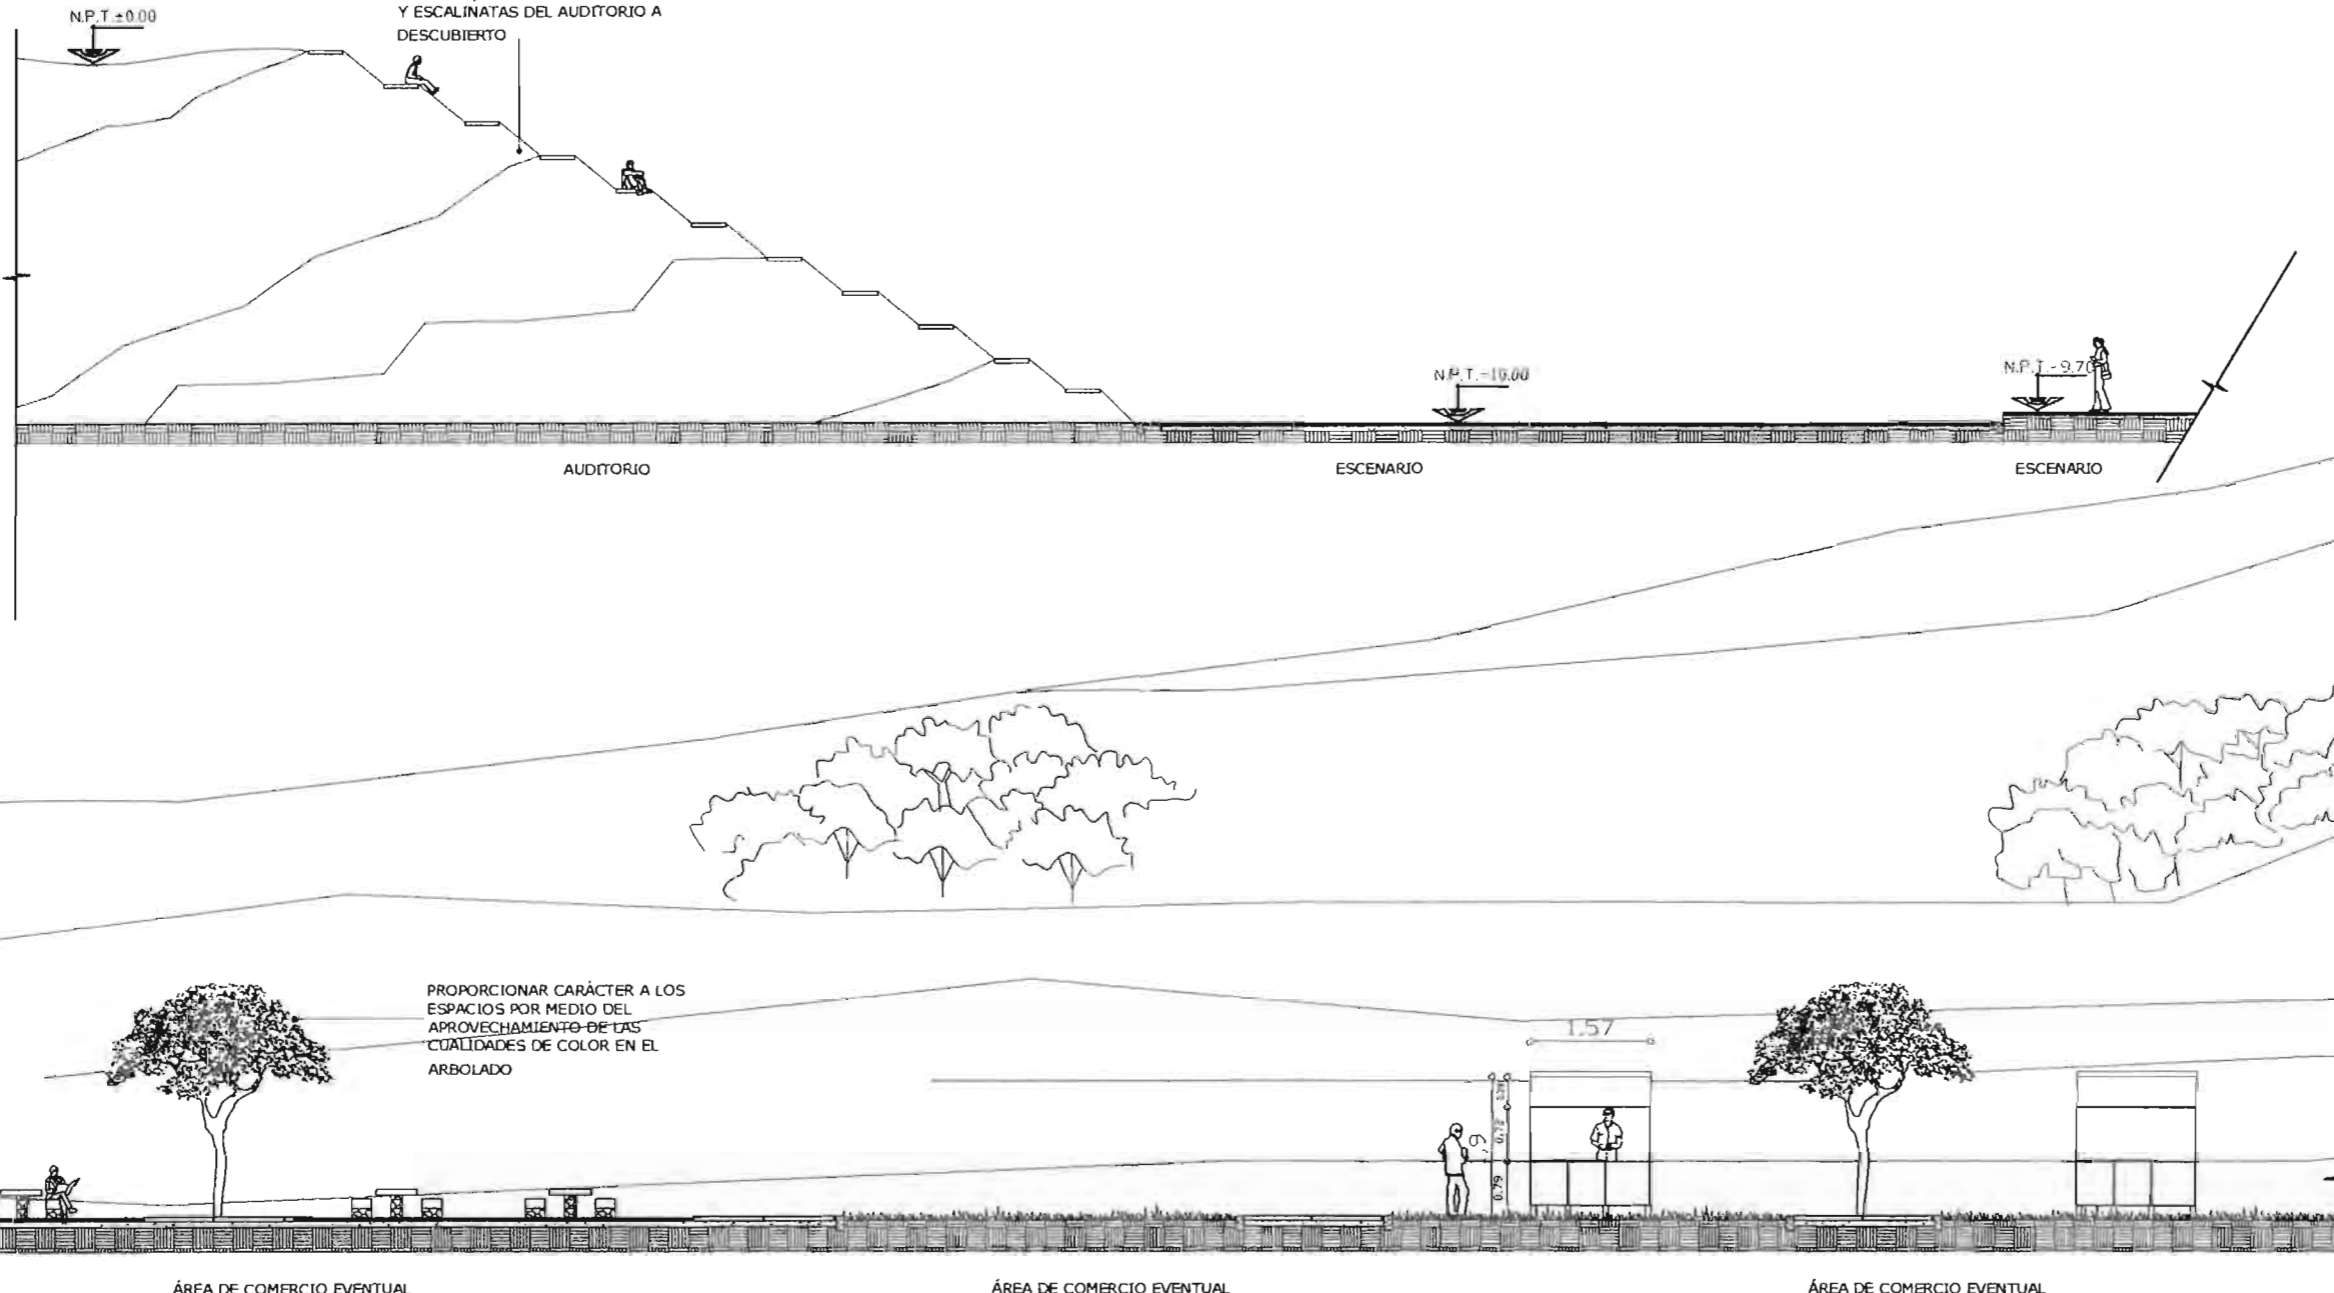 N.P.T.±0.00
Y ESCALINATAS DEL AUDITORIO A
DESCUBIERTO
N.P.T.-10.00
N.P.T.-9.70
AUDITORIO
ESCENARIO
ESCENARIO
PROPORCIONAR CARÁCTER A LOS
ESPACIOS POR MEDIO DEL
APROVECHAMIENTO DE LAS
CUALIDADES DE COLOR EN EL
ARBOLADO
1.57
0.78
0.79
ÁREA DE COMERCIO EVENTUAL
ÁREA DE COMERCIO EVENTUAL
ÁREA DE COMERCIO EVENTUAL